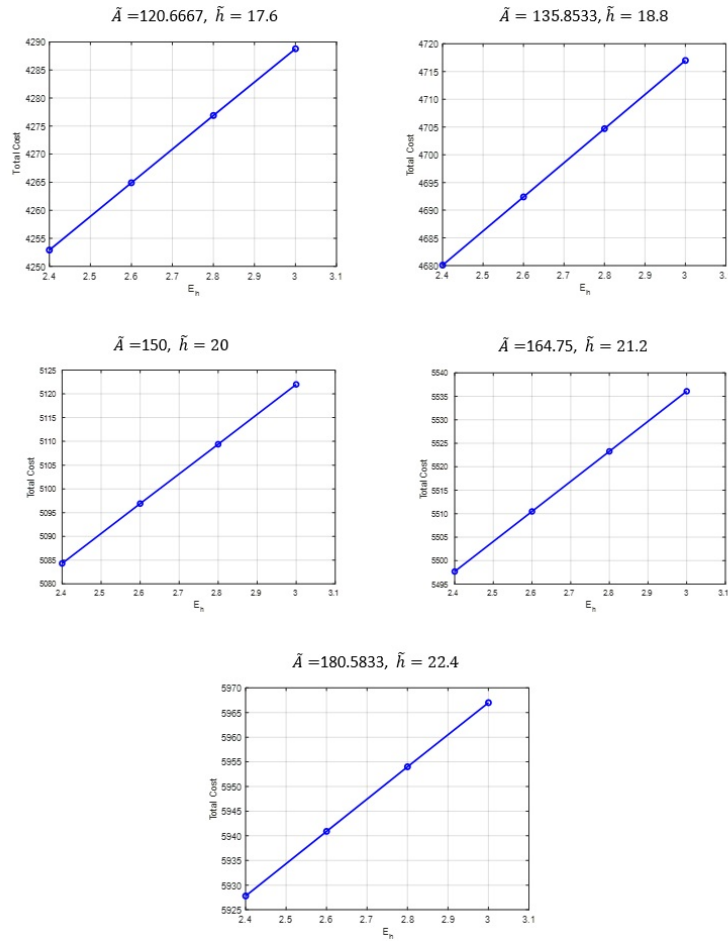 Ã =120.6667, h̃ = 17.6
4290
4285
4280
4275
4270
4265
4260
4255
4250
Total Cost
2.4 2.5 2.6 2.7 2.8 2.9 3 3.1
E_h
Ã = 135.8533, h̃ = 18.8
4720
4715
4710
4705
4700
4695
4690
4685
4680
Total Cost
2.4 2.5 2.6 2.7 2.8 2.9 3 3.1
E_h
Ã =150, h̃ = 20
5125
5120
5115
5110
5105
5100
5095
5090
5085
5080
Total Cost
2.4 2.5 2.6 2.7 2.8 2.9 3 3.1
E_h
Ã =164.75, h̃ = 21.2
5540
5535
5530
5525
5520
5515
5510
5505
5500
5495
Total Cost
2.4 2.5 2.6 2.7 2.8 2.9 3 3.1
E_h
Ã =180.5833, h̃ = 22.4
5970
5965
5960
5955
5950
5945
5940
5935
5930
5925
Total Cost
2.4 2.5 2.6 2.7 2.8 2.9 3 3.1
E_h